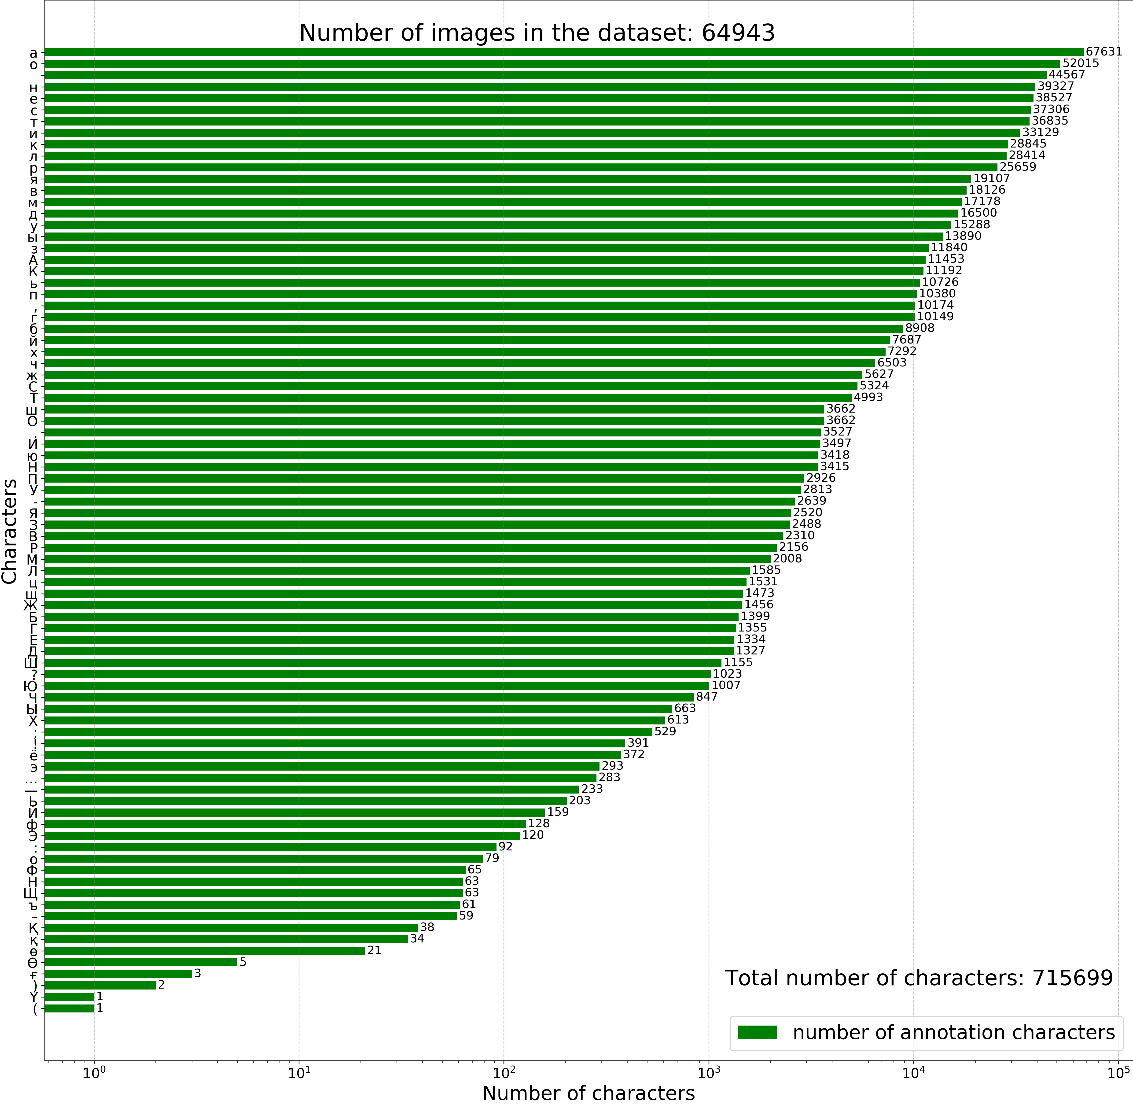 Number of images in the dataset: 64943
а 67631
о 52015
44567
н 39327
е 38527
с 37306
т 36835
и 33129
к 28845
л 28414
р 25659
я 19107
в 18126
м 17178
д 16500
у 15288
ы 13890
з 11840
А 11453
К 11192
ь 10726
п 10380
, 10174
г 10149
б 8908
й 7687
х 7292
ч 6503
ж 5627
С 5324
Т 4993
ш 3662
О 3662
. 3527
И 3497
ю 3418
Н 3415
П 2926
У 2813
- 2639
Я 2520
З 2488
В 2310
Р 2156
М 2008
Л 1585
ц 1531
щ 1473
Ж 1456
Б 1399
Г 1355
Е 1334
Д 1327
Ш 1155
? 1023
Ю 1007
Ч 847
Ы 663
Х 613
529
! 391
ё 372
э 293
… 283
— 233
Ь 203
Й 159
ф 128
Э 120
: 92
о 79
Ф 65
Н 63
Щ 63
ъ 61
– 59
Қ 38
қ 34
ө 21
Ө 5
ғ 3
) 2
Ү 1
( 1
Characters
Total number of characters: 715699
number of annotation characters
10⁰ 10¹ 10² 10³ 10⁴ 10⁵
Number of characters